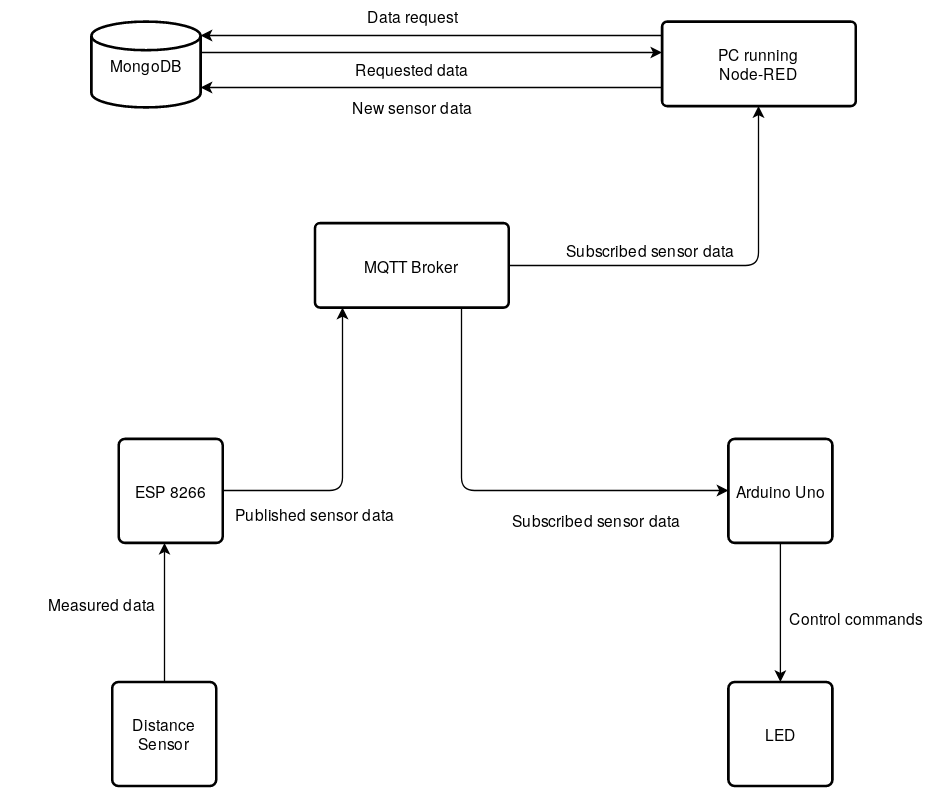 Data request
MongoDB
PC running
Node-RED
Requested data
New sensor data
MQTT Broker
Subscribed sensor data
ESP 8266
Arduino Uno
Published sensor data
Subscribed sensor data
Measured data
Control commands
Distance
Sensor
LED